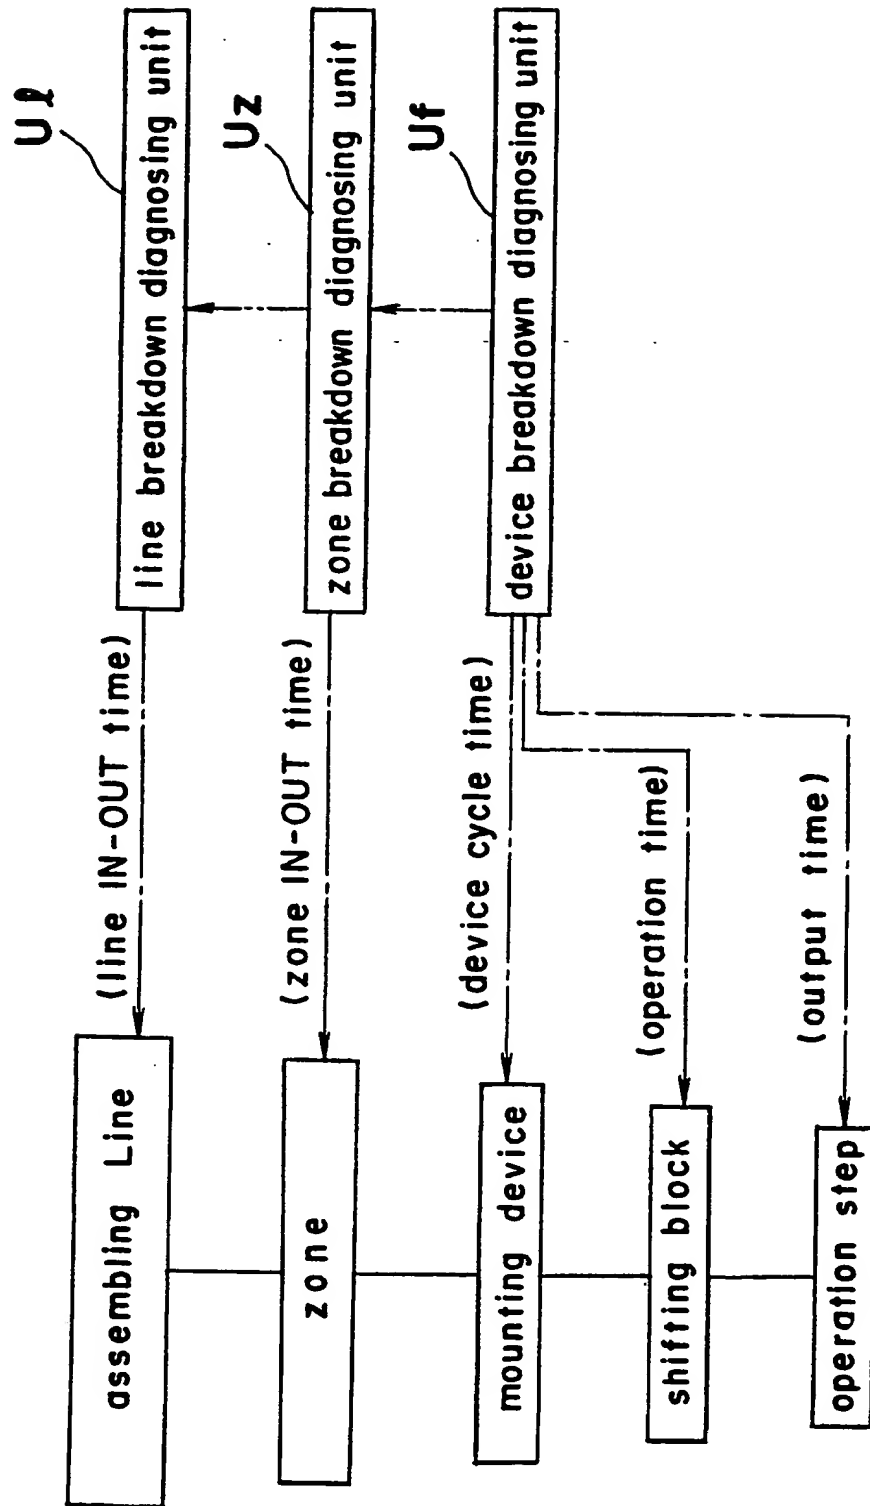 assembling Line
(line IN-OUT time)
line breakdown diagnosing unit
Uℓ
zone
(zone IN-OUT time)
zone breakdown diagnosing unit
Uz
mounting device
(device cycle time)
device breakdown diagnosing unit
Uf
shifting block
(operation time)
operation step
(output time)